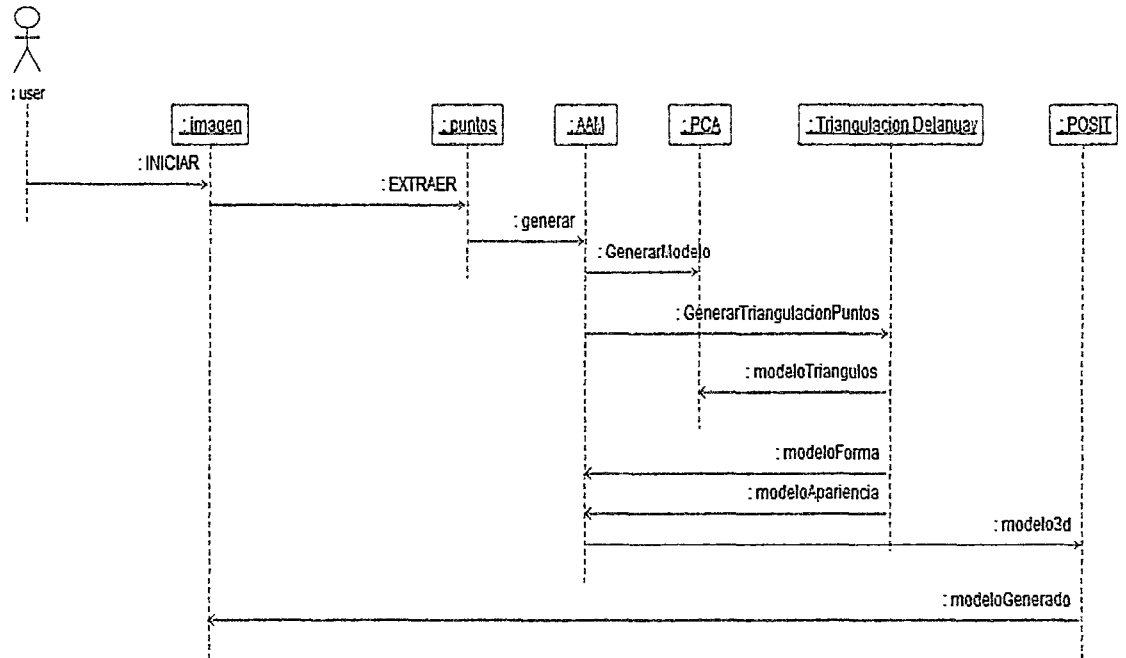 : user
: imagen
: puntos
: AAM
: PCA
: Triangulacion Delanuay
: POSIT
: INICIAR
: EXTRAER
: generar
: GenerarModelo
: GenerarTriangulacionPuntos
: modeloTriangulos
: modeloForma
: modeloApariencia
: modelo3d
: modeloGenerado